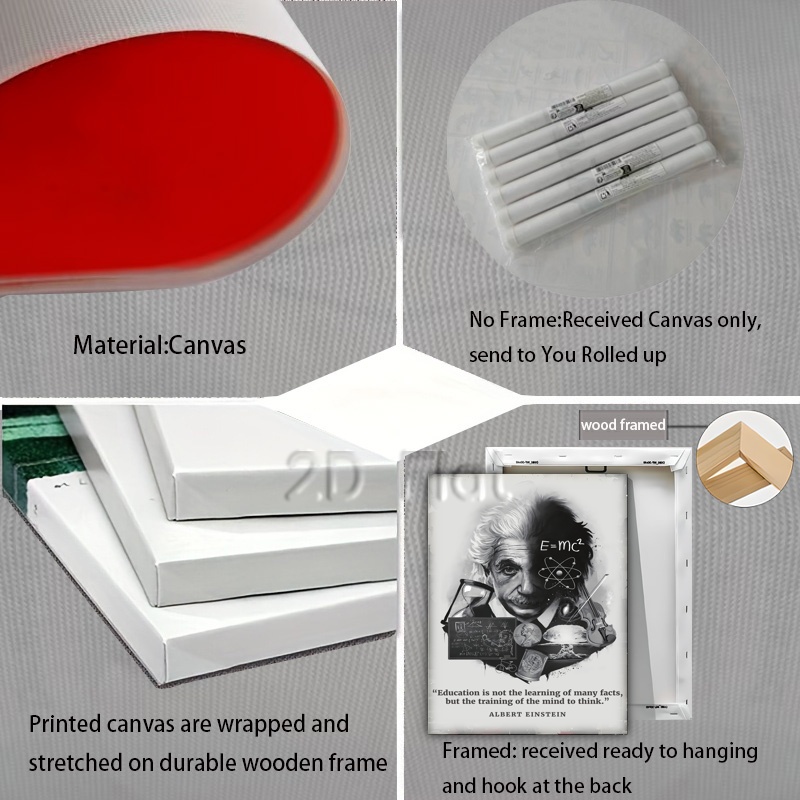 Material:Canvas
No Frame:Received Canvas only,
send to You Rolled up
2D Flat
wood framed
E=mc²
“Education is not the learning of many facts,
but the training of the mind to think.”
ALBERT EINSTEIN
Printed canvas are wrapped and
stretched on durable wooden frame
Framed: received ready to hanging
and hook at the back